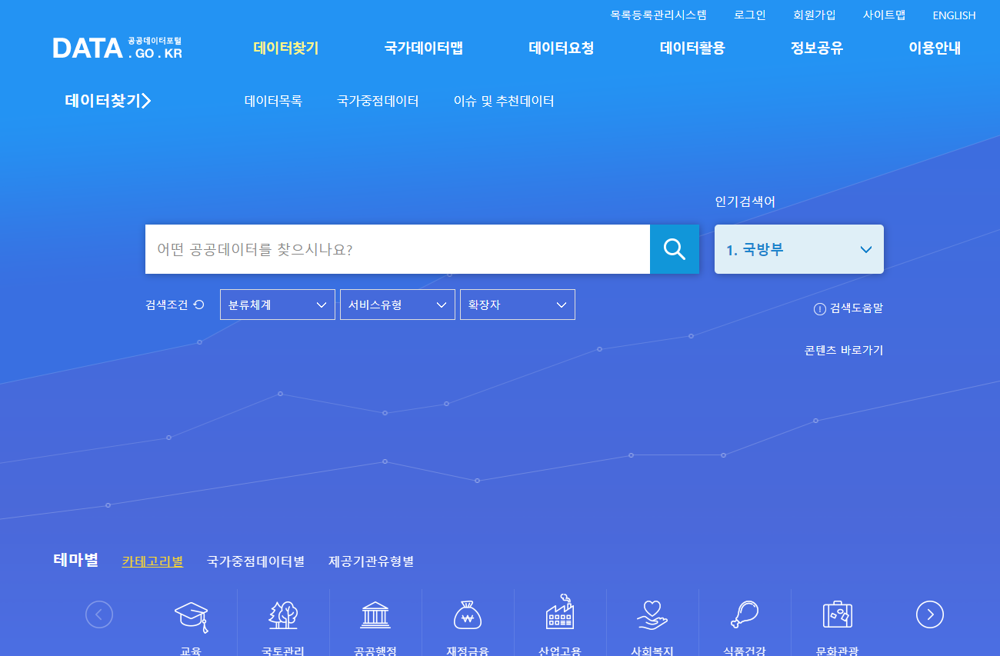 목록등록관리시스템 로그인 회원가입 사이트맵 ENGLISH
DATA 공공데이터포털 .GO.KR
데이터찾기 국가데이터맵 데이터요청 데이터활용 정보공유 이용안내
데이터찾기 데이터목록 국가중점데이터 이슈 및 추천데이터
인기검색어
어떤 공공데이터를 찾으시나요? 1. 국방부
검색조건 분류체계 서비스유형 확장자 검색도움말
콘텐츠 바로가기
테마별 카테고리별 국가중점데이터별 제공기관유형별
교육 국토관리 공공행정 재정금융 산업고용 사회복지 식품건강 문화관광